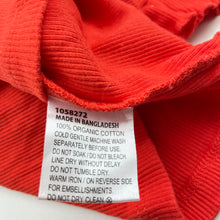 1058272
MADE IN BANGLADESH
100% ORGANIC COTTON
COLD GENTLE MACHINE WASH
SEPARATELY BEFORE USE.
DO NOT SOAK / DO NOT BLEACH.
LINE DRY WITHOUT DELAY.
DO NOT TUMBLE DRY.
WARM IRON / ON REVERSE SIDE
FOR EMBELLISHMENTS.
DO NOT DRY CLEAN